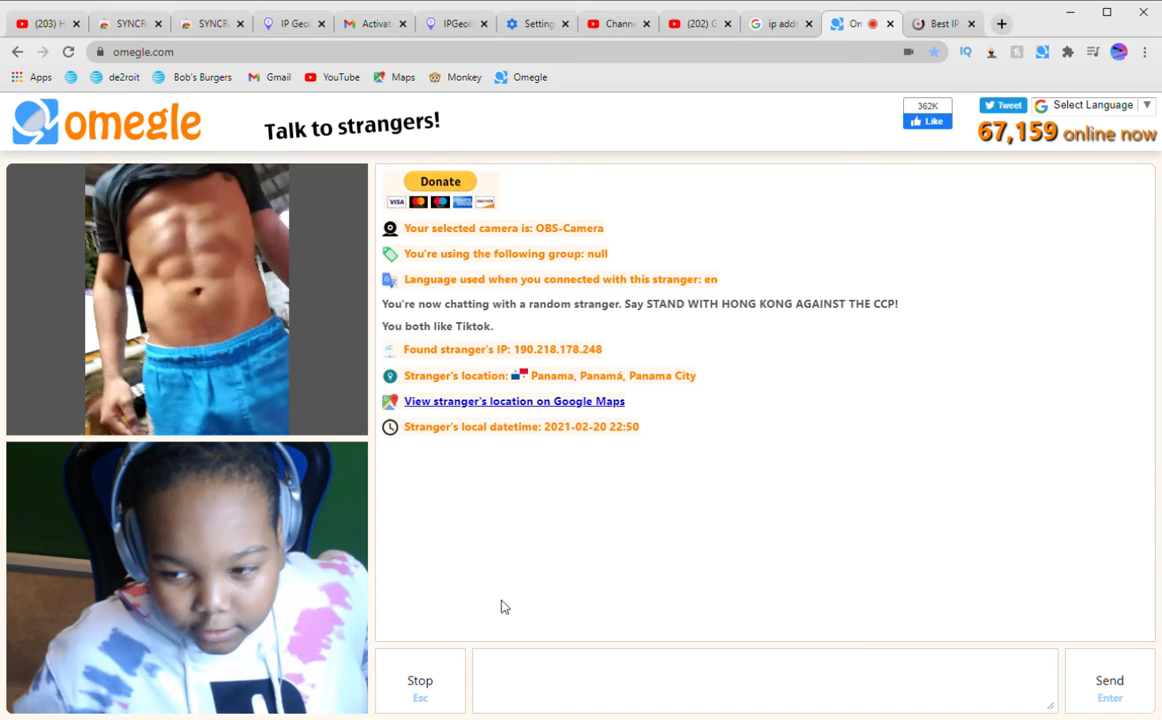 (203) H
SYNCR
SYNCR
IP Geol
Activat
IPGeolo
Setting
Chann
(202) G
ip addr
On
Best IP
omegle.com
Apps
de2roit
Bob's Burgers
Gmail
YouTube
Maps
Monkey
Omegle
omegle
Talk to strangers!
362K
Like
Tweet
Select Language
67,159 online now
Donate
VISA
Your selected camera is: OBS-Camera
You're using the following group: null
Language used when you connected with this stranger: en
You're now chatting with a random stranger. Say STAND WITH HONG KONG AGAINST THE CCP!
You both like Tiktok.
Found stranger's IP: 190.218.178.248
Stranger's location: Panama, Panamá, Panama City
View stranger's location on Google Maps
Stranger's local datetime: 2021-02-20 22:50
Stop
Esc
Send
Enter